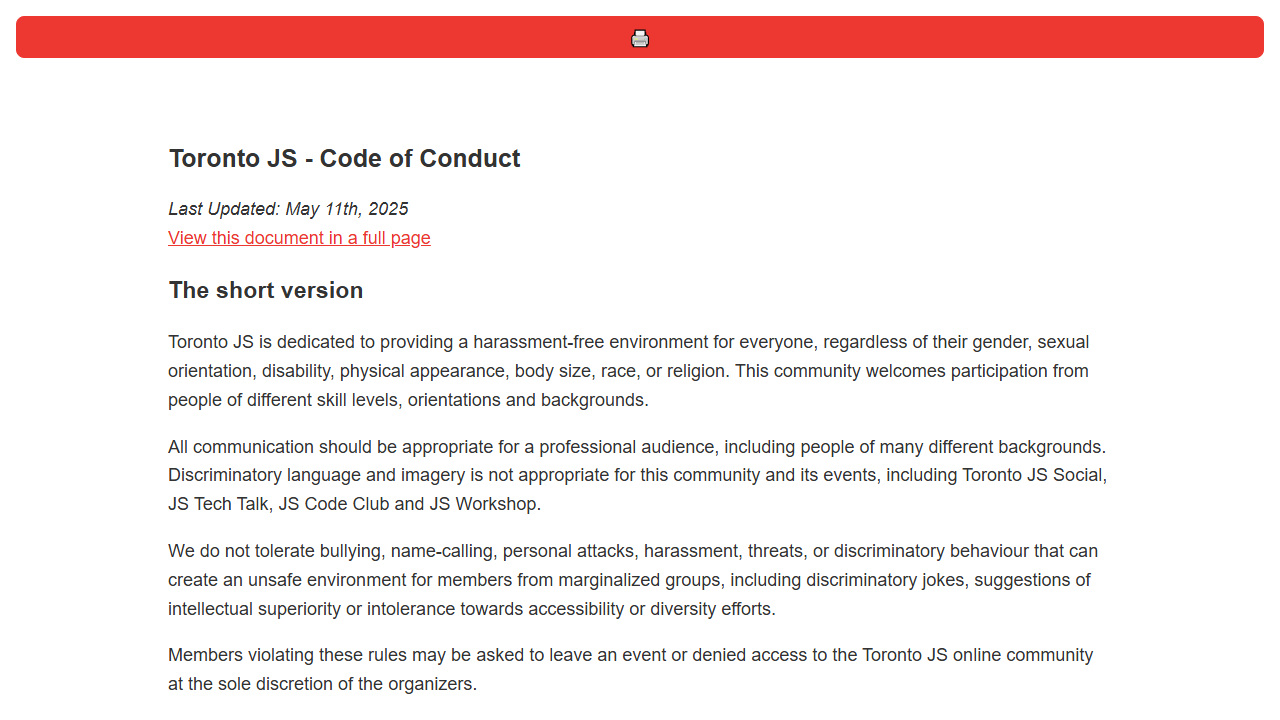 Toronto JS - Code of Conduct
Last Updated: May 11th, 2025
View this document in a full page
The short version
Toronto JS is dedicated to providing a harassment-free environment for everyone, regardless of their gender, sexual
orientation, disability, physical appearance, body size, race, or religion. This community welcomes participation from
people of different skill levels, orientations and backgrounds.
All communication should be appropriate for a professional audience, including people of many different backgrounds.
Discriminatory language and imagery is not appropriate for this community and its events, including Toronto JS Social,
JS Tech Talk, JS Code Club and JS Workshop.
We do not tolerate bullying, name-calling, personal attacks, harassment, threats, or discriminatory behaviour that can
create an unsafe environment for members from marginalized groups, including discriminatory jokes, suggestions of
intellectual superiority or intolerance towards accessibility or diversity efforts.
Members violating these rules may be asked to leave an event or denied access to the Toronto JS online community
at the sole discretion of the organizers.